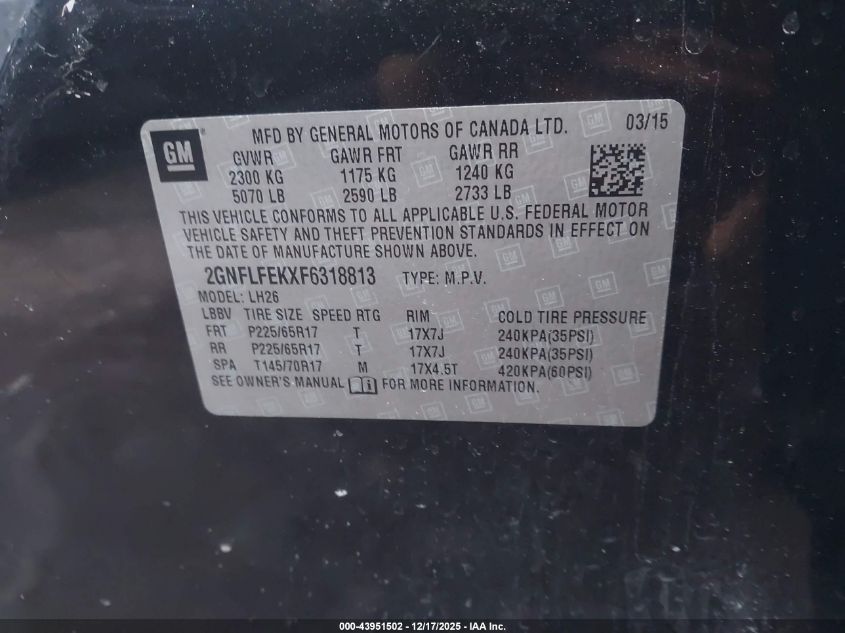 GM
MFD BY GENERAL MOTORS OF CANADA LTD. 03/15
GVWR GAWR FRT GAWR RR
2300 KG 1175 KG 1240 KG
5070 LB 2590 LB 2733 LB
THIS VEHICLE CONFORMS TO ALL APPLICABLE U.S. FEDERAL MOTOR
VEHICLE SAFETY AND THEFT PREVENTION STANDARDS IN EFFECT ON
THE DATE OF MANUFACTURE SHOWN ABOVE.
2GNFLFEKXF6318813 TYPE: M.P.V.
MODEL: LH26
LBBV TIRE SIZE SPEED RTG RIM COLD TIRE PRESSURE
FRT P225/65R17 T 17X7J 240KPA(35PSI)
RR P225/65R17 T 17X7J 240KPA(35PSI)
SPA T145/70R17 M 17X4.5T 420KPA(60PSI)
SEE OWNER'S MANUAL FOR MORE INFORMATION.
000-43951502 - 12/17/2025 - IAA Inc.